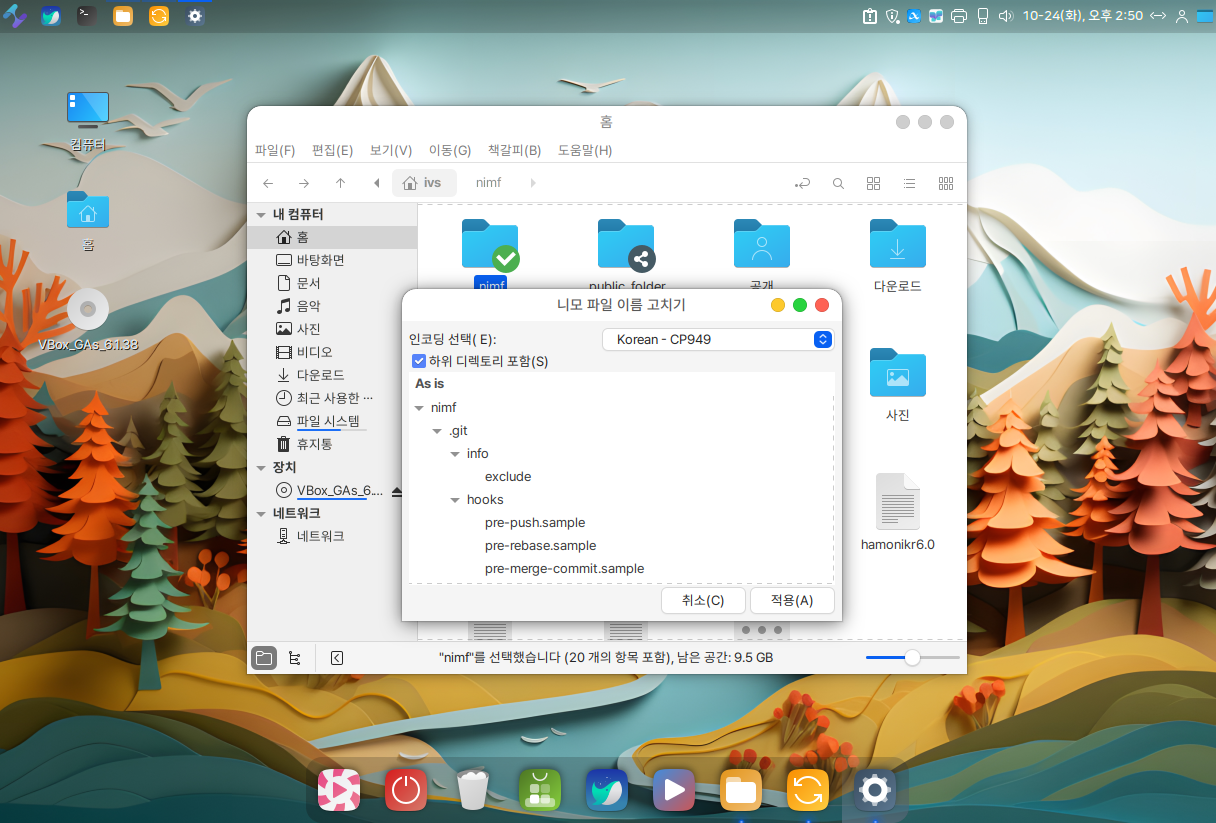 10-24(화), 오후 2:50
컴퓨터
홈
VBox_GAs_6.1.38
홈
파일(F) 편집(E) 보기(V) 이동(G) 책갈피(B) 도움말(H)
ivs nimf
내 컴퓨터
홈
바탕화면
문서
음악
사진
비디오
다운로드
최근 사용한 …
파일 시스템
휴지통
장치
VBox_GAs_6.…
네트워크
네트워크
nimf public_folder 공개 다운로드
사진
hamonikr6.0
니모 파일 이름 고치기
인코딩 선택( E): Korean - CP949
하위 디렉토리 포함(S)
As is
nimf
.git
info
exclude
hooks
pre-push.sample
pre-rebase.sample
pre-merge-commit.sample
취소(C) 적용(A)
"nimf"를 선택했습니다 (20 개의 항목 포함), 남은 공간: 9.5 GB